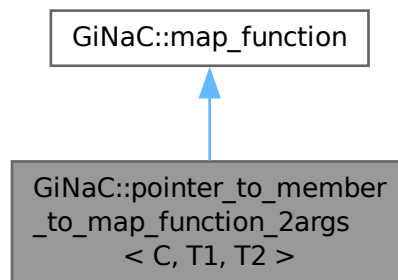 GiNaC::map_function
GiNaC::pointer_to_member
_to_map_function_2args
< C, T1, T2 >